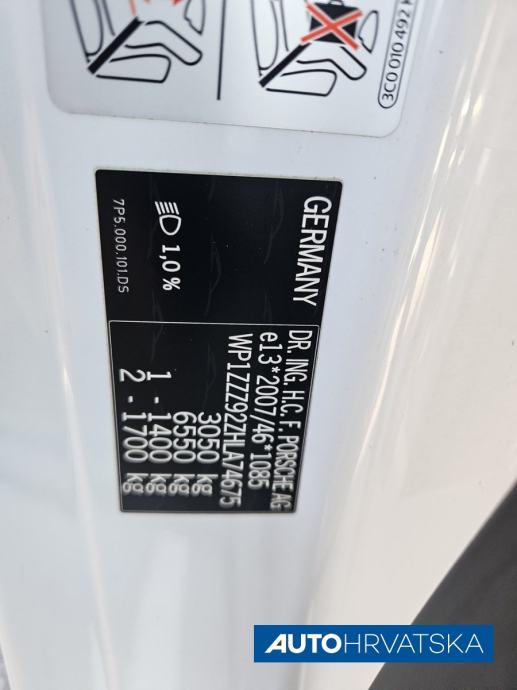 3C0 010 492
GERMANY
1,0 %
7P5.000.101.DS
DR. ING. H.C. F. PORSCHE AG
e13*2007/46*1085
WP1ZZZ92ZHLA74675
3050 kg
6550 kg
1 - 1400 kg
2 - 1700 kg
AUTOHRVATSKA